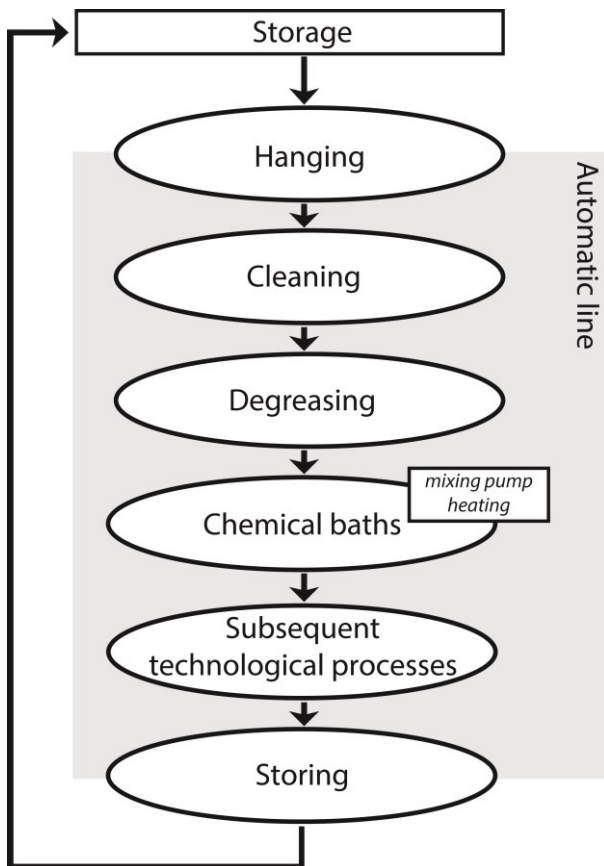 Storage
Hanging
Automatic line
Cleaning
Degreasing
mixing pump
heating
Chemical baths
Subsequent
technological processes
Storing